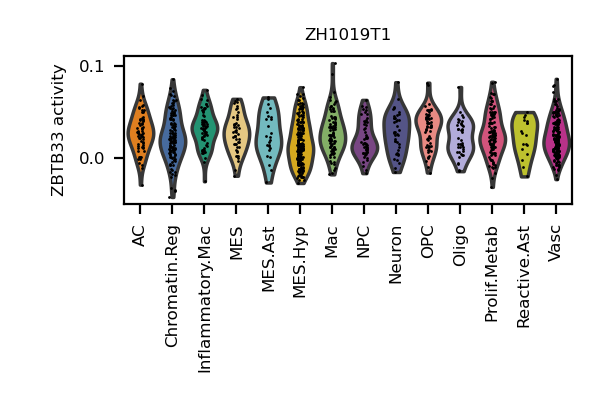 ZH1019T1
ZBTB33 activity
0.1
0.0
AC
Chromatin.Reg
Inflammatory.Mac
MES
MES.Ast
MES.Hyp
Mac
NPC
Neuron
OPC
Oligo
Prolif.Metab
Reactive.Ast
Vasc